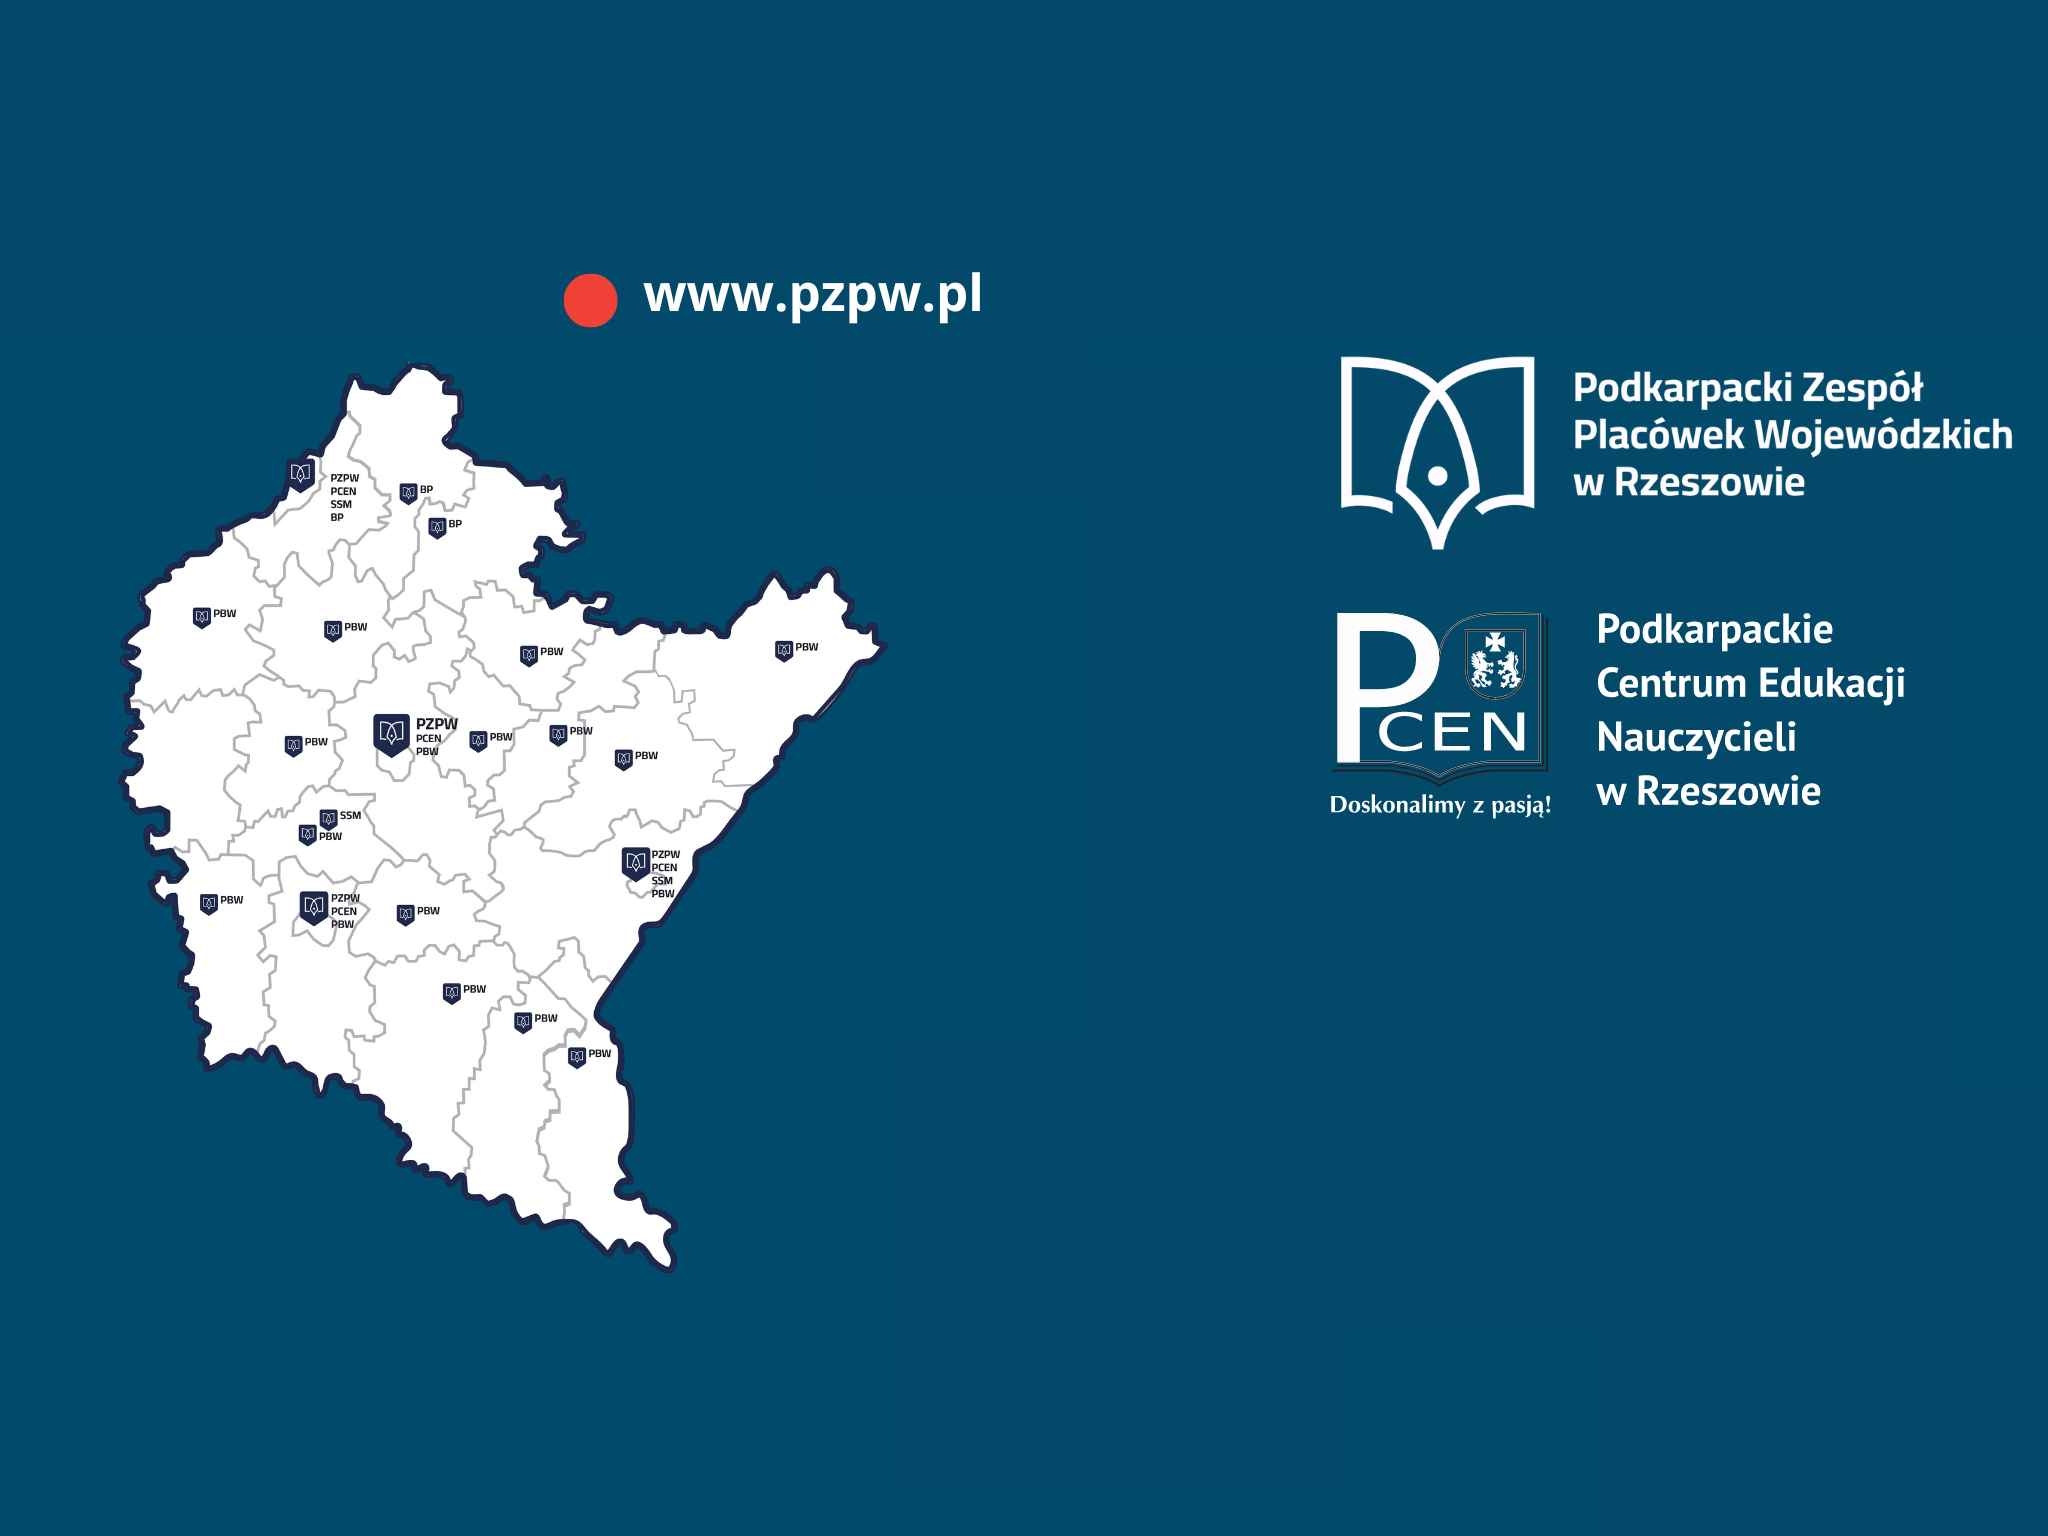 www.pzpw.pl
PZPW
PCEN
SSM
BP
BP
BP
PBW
PBW
PBW
PBW
PBW
PZPW
PCEN
PBW
PBW
PBW
PBW
SSM
PBW
PZPW
PCEN
SSM
PBW
PBW
PZPW
PCEN
PBW
PBW
PBW
PBW
PBW
Podkarpacki Zespół
Placówek Wojewódzkich
w Rzeszowie
PCEN
Doskonalimy z pasją!
Podkarpackie
Centrum Edukacji
Nauczycieli
w Rzeszowie